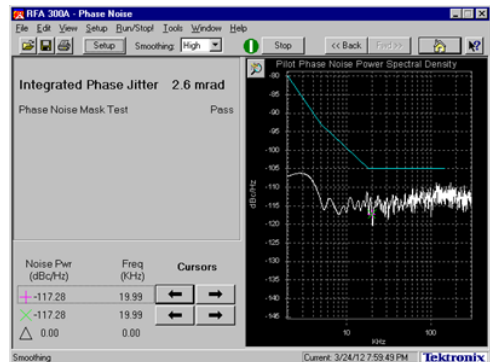 RFA 300A - Phase Noise
File Edit View Setup Run/Stop! Tools Window Help
Setup Smoothing: High Stop << Back Fwd >>
Integrated Phase Jitter 2.6 mrad
Phase Noise Mask Test Pass
Pilot Phase Noise Power Spectral Density
-80
-85
-90
-95
-100
-105
-110
-115
-120
-125
-130
-135
-140
-145
dBc/Hz
10 100
KHz
Noise Pwr (dBc/Hz) Freq (KHz) Cursors
-117.28 19.99
-117.28 19.99
0.00 0.00
Smoothing Current: 3/24/12 7:59:49 PM Tektronix